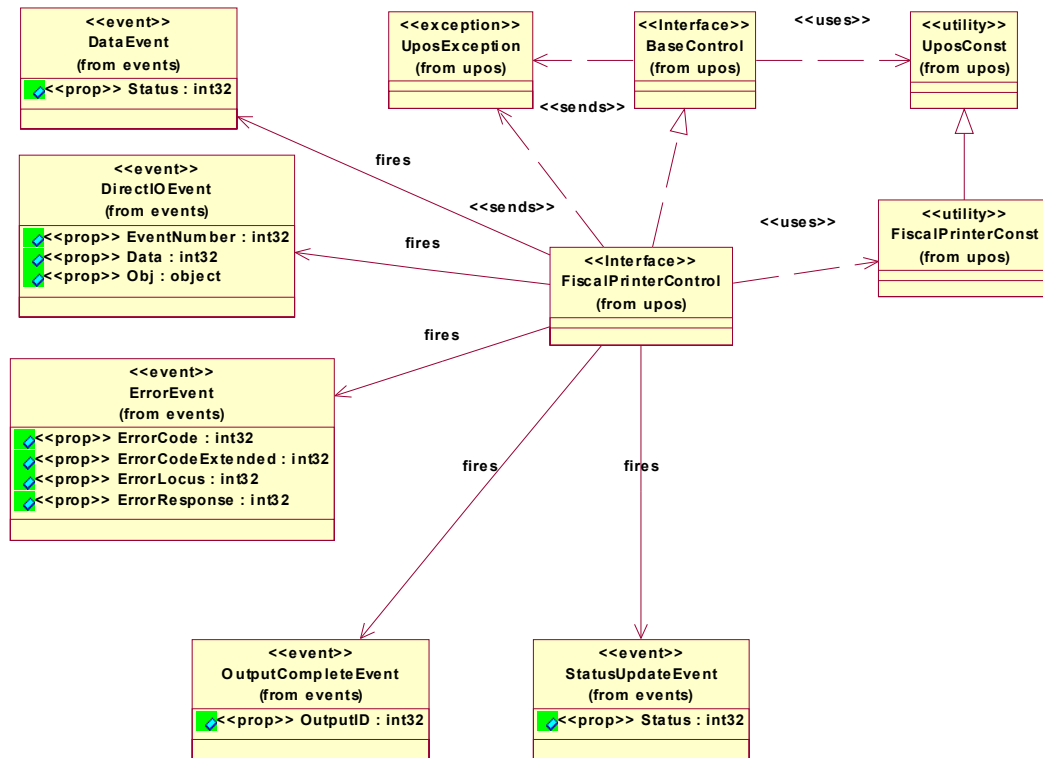 <<event>>
DataEvent
(from events)
<<prop>> Status : int32
<<exception>>
UposException
(from upos)
<<Interface>>
BaseControl
(from upos)
<<uses>>
<<utility>>
UposConst
(from upos)
<<sends>>
fires
<<event>>
DirectIOEvent
(from events)
<<prop>> EventNumber : int32
<<prop>> Data : int32
<<prop>> Obj : object
<<sends>>
fires
<<uses>>
<<utility>>
FiscalPrinterConst
(from upos)
<<Interface>>
FiscalPrinterControl
(from upos)
fires
<<event>>
ErrorEvent
(from events)
<<prop>> ErrorCode : int32
<<prop>> ErrorCodeExtended : int32
<<prop>> ErrorLocus : int32
<<prop>> ErrorResponse : int32
fires
fires
<<event>>
OutputCompleteEvent
(from events)
<<prop>> OutputID : int32
<<event>>
StatusUpdateEvent
(from events)
<<prop>> Status : int32